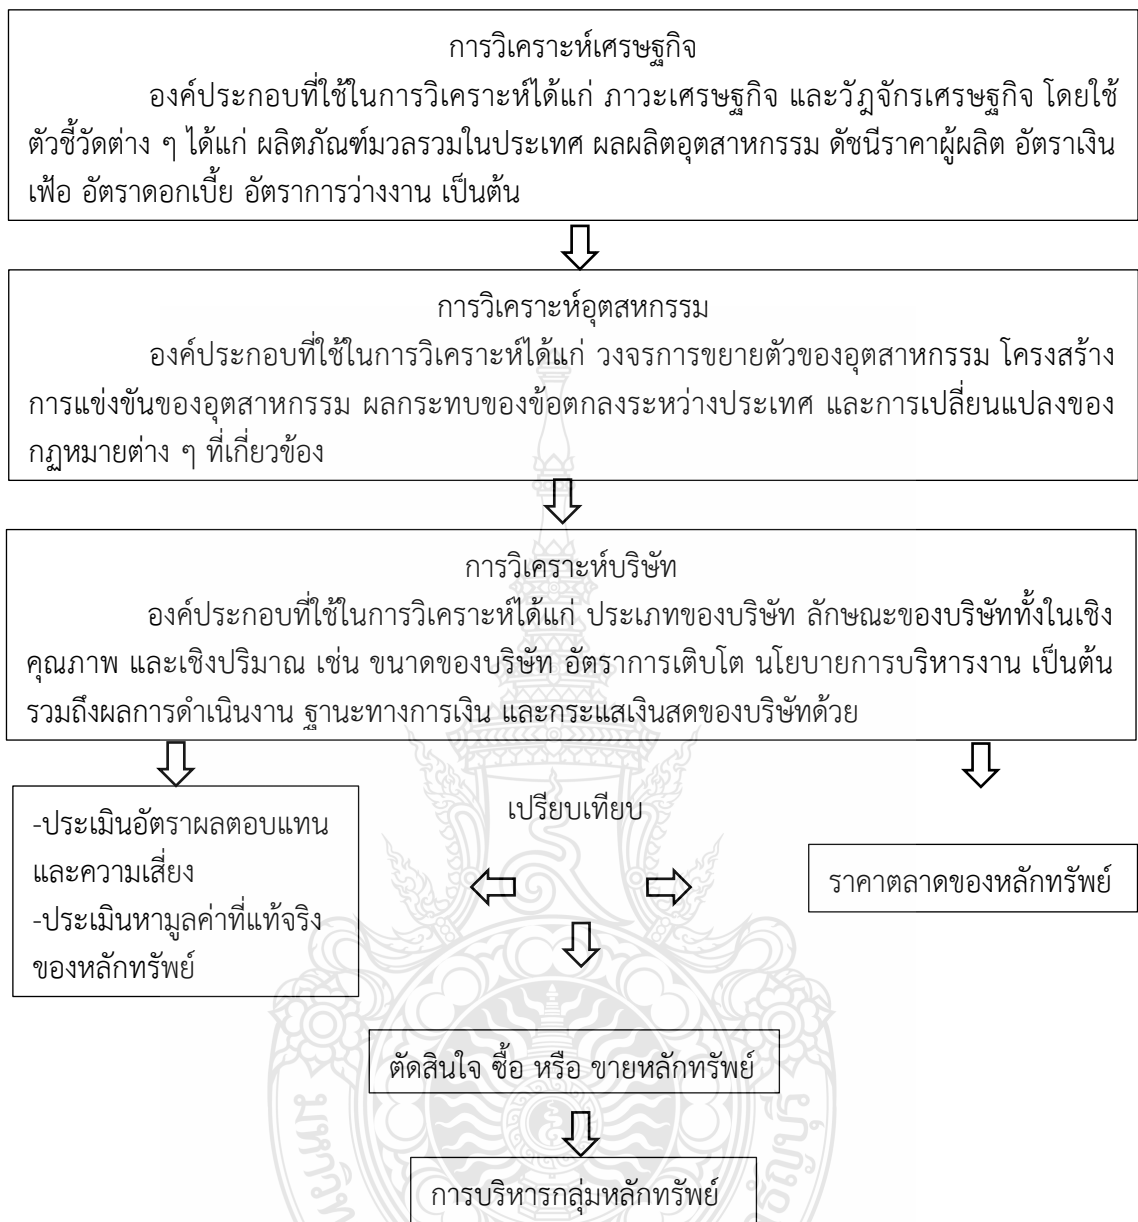 การวิเคราะห์เศรษฐกิจ
องค์ประกอบที่ใช้ในการวิเคราะห์ได้แก่ ภาวะเศรษฐกิจ และวัฎจักรเศรษฐกิจ โดยใช้
ตัวชี้วัดต่าง ๆ ได้แก่ ผลิตภัณฑ์มวลรวมในประเทศ ผลผลิตอุตสาหกรรม ดัชนีราคาผู้ผลิต อัตราเงิน
เฟ้อ อัตราดอกเบี้ย อัตราการว่างงาน เป็นต้น
การวิเคราะห์อุตสหกรรม
องค์ประกอบที่ใช้ในการวิเคราะห์ได้แก่ วงจรการขยายตัวของอุตสาหกรรม โครงสร้าง
การแข่งขันของอุตสาหกรรม ผลกระทบของข้อตกลงระหว่างประเทศ และการเปลี่ยนแปลงของ
กฎหมายต่าง ๆ ที่เกี่ยวข้อง
การวิเคราะห์บริษัท
องค์ประกอบที่ใช้ในการวิเคราะห์ได้แก่ ประเภทของบริษัท ลักษณะของบริษัททั้งในเชิง
คุณภาพ และเชิงปริมาณ เช่น ขนาดของบริษัท อัตราการเติบโต นโยบายการบริหารงาน เป็นต้น
รวมถึงผลการดำเนินงาน ฐานะทางการเงิน และกระแสเงินสดของบริษัทด้วย
-ประเมินอัตราผลตอบแทน
และความเสี่ยง
-ประเมินหามูลค่าที่แท้จริง
ของหลักทรัพย์
เปรียบเทียบ
ราคาตลาดของหลักทรัพย์
ตัดสินใจ ซื้อ หรือ ขายหลักทรัพย์
การบริหารกลุ่มหลักทรัพย์